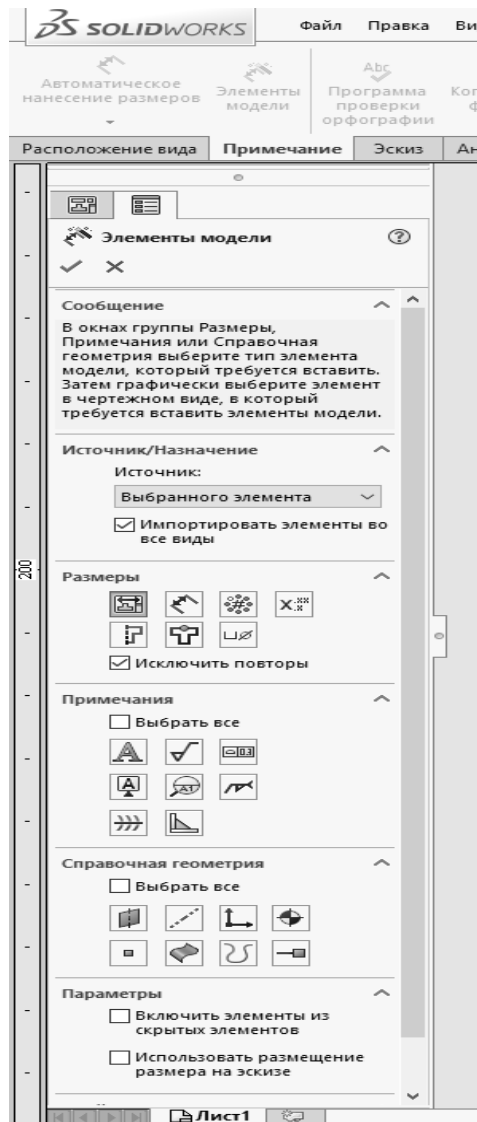 SOLIDWORKS
Файл Правка Ви
Автоматическое нанесение размеров
Элементы модели
Abc
Программа проверки орфографии
Ко
Расположение вида Примечание Эскиз Ан
Элементы модели
Сообщение
В окнах группы Размеры,
Примечания или Справочная
геометрия выберите тип элемента
модели, который требуется вставить.
Затем графически выберите элемент
в чертежном виде, в который
требуется вставить элементы модели.
Источник/Назначение
Источник:
Выбранного элемента
Импортировать элементы во
все виды
200
Размеры
Исключить повторы
Примечания
Выбрать все
Справочная геометрия
Выбрать все
Параметры
Включить элементы из
скрытых элементов
Использовать размещение
размера на эскизе
Лист1